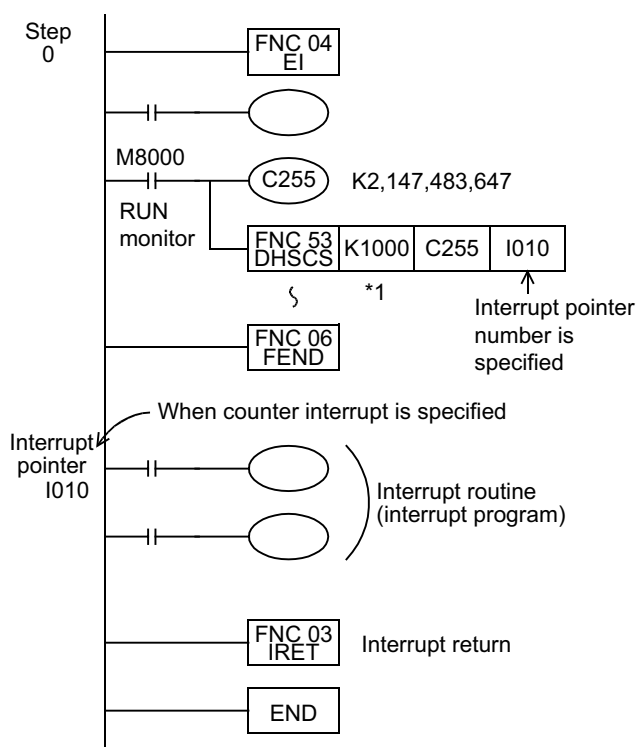 Step
0
FNC 04
EI
M8000
C255
K2,147,483,647
RUN
monitor
FNC 53
DHSCS
K1000
C255
I010
*1
Interrupt pointer
number is
specified
FNC 06
FEND
When counter interrupt is specified
Interrupt
pointer
I010
Interrupt routine
(interrupt program)
FNC 03
IRET
Interrupt return
END